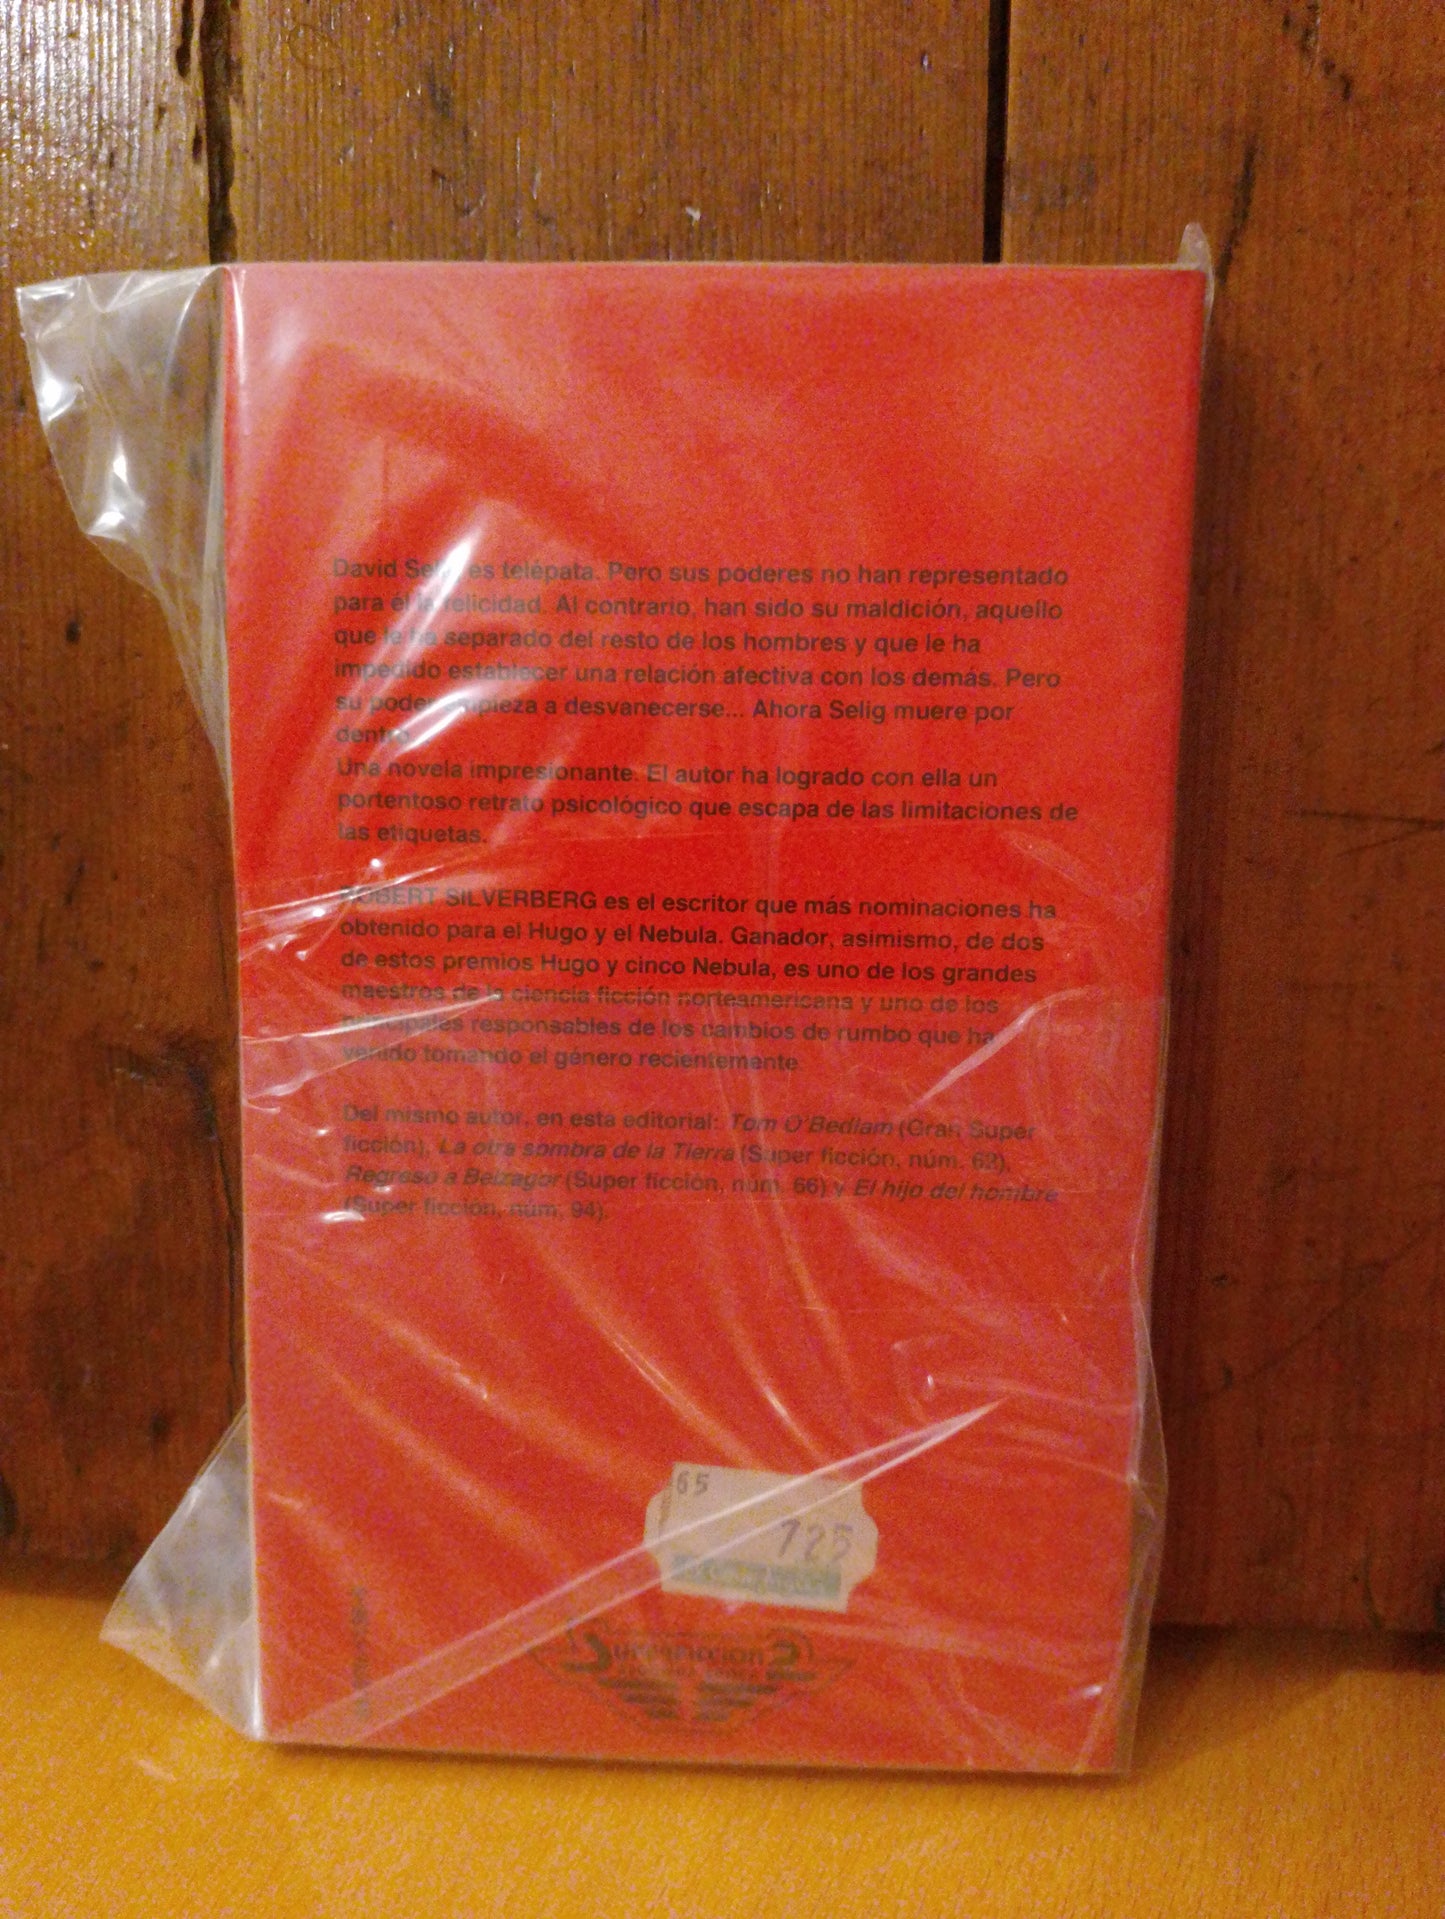 David Selig es telépata. Pero sus poderes no han representado
para él la felicidad. Al contrario, han sido su maldición, aquello
que le ha separado del resto de los hombres y que le ha
impedido establecer una relación afectiva con los demás. Pero
su poder empieza a desvanecerse... Ahora Selig muere por
dentro.
Una novela impresionante. El autor ha logrado con ella un
portentoso retrato psicológico que escapa de las limitaciones de
las etiquetas.
ROBERT SILVERBERG es el escritor que más nominaciones ha
obtenido para el Hugo y el Nebula. Ganador, asimismo, de dos
de estos premios Hugo y cinco Nebula, es uno de los grandes
maestros de la ciencia ficción norteamericana y uno de los
principales responsables de los cambios de rumbo que ha
venido tomando el género recientemente.
Del mismo autor, en esta editorial: Tom O'Bedlam (Gran Super
ficción), La otra sombra de la Tierra (Super ficción, núm. 62),
Regreso a Belzagor (Super ficción, núm. 66) y El hijo del hombre
(Super ficción, núm. 94).
65
125